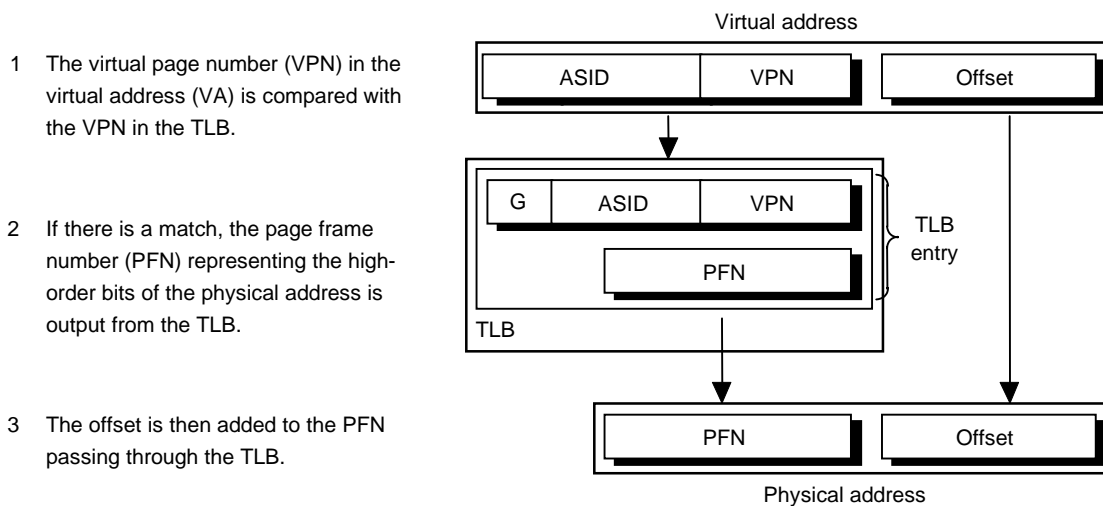 1 The virtual page number (VPN) in the
virtual address (VA) is compared with
the VPN in the TLB.
2 If there is a match, the page frame
number (PFN) representing the high-
order bits of the physical address is
output from the TLB.
3 The offset is then added to the PFN
passing through the TLB.
Virtual address
ASID VPN Offset
G ASID VPN
TLB
entry
PFN
TLB
PFN Offset
Physical address